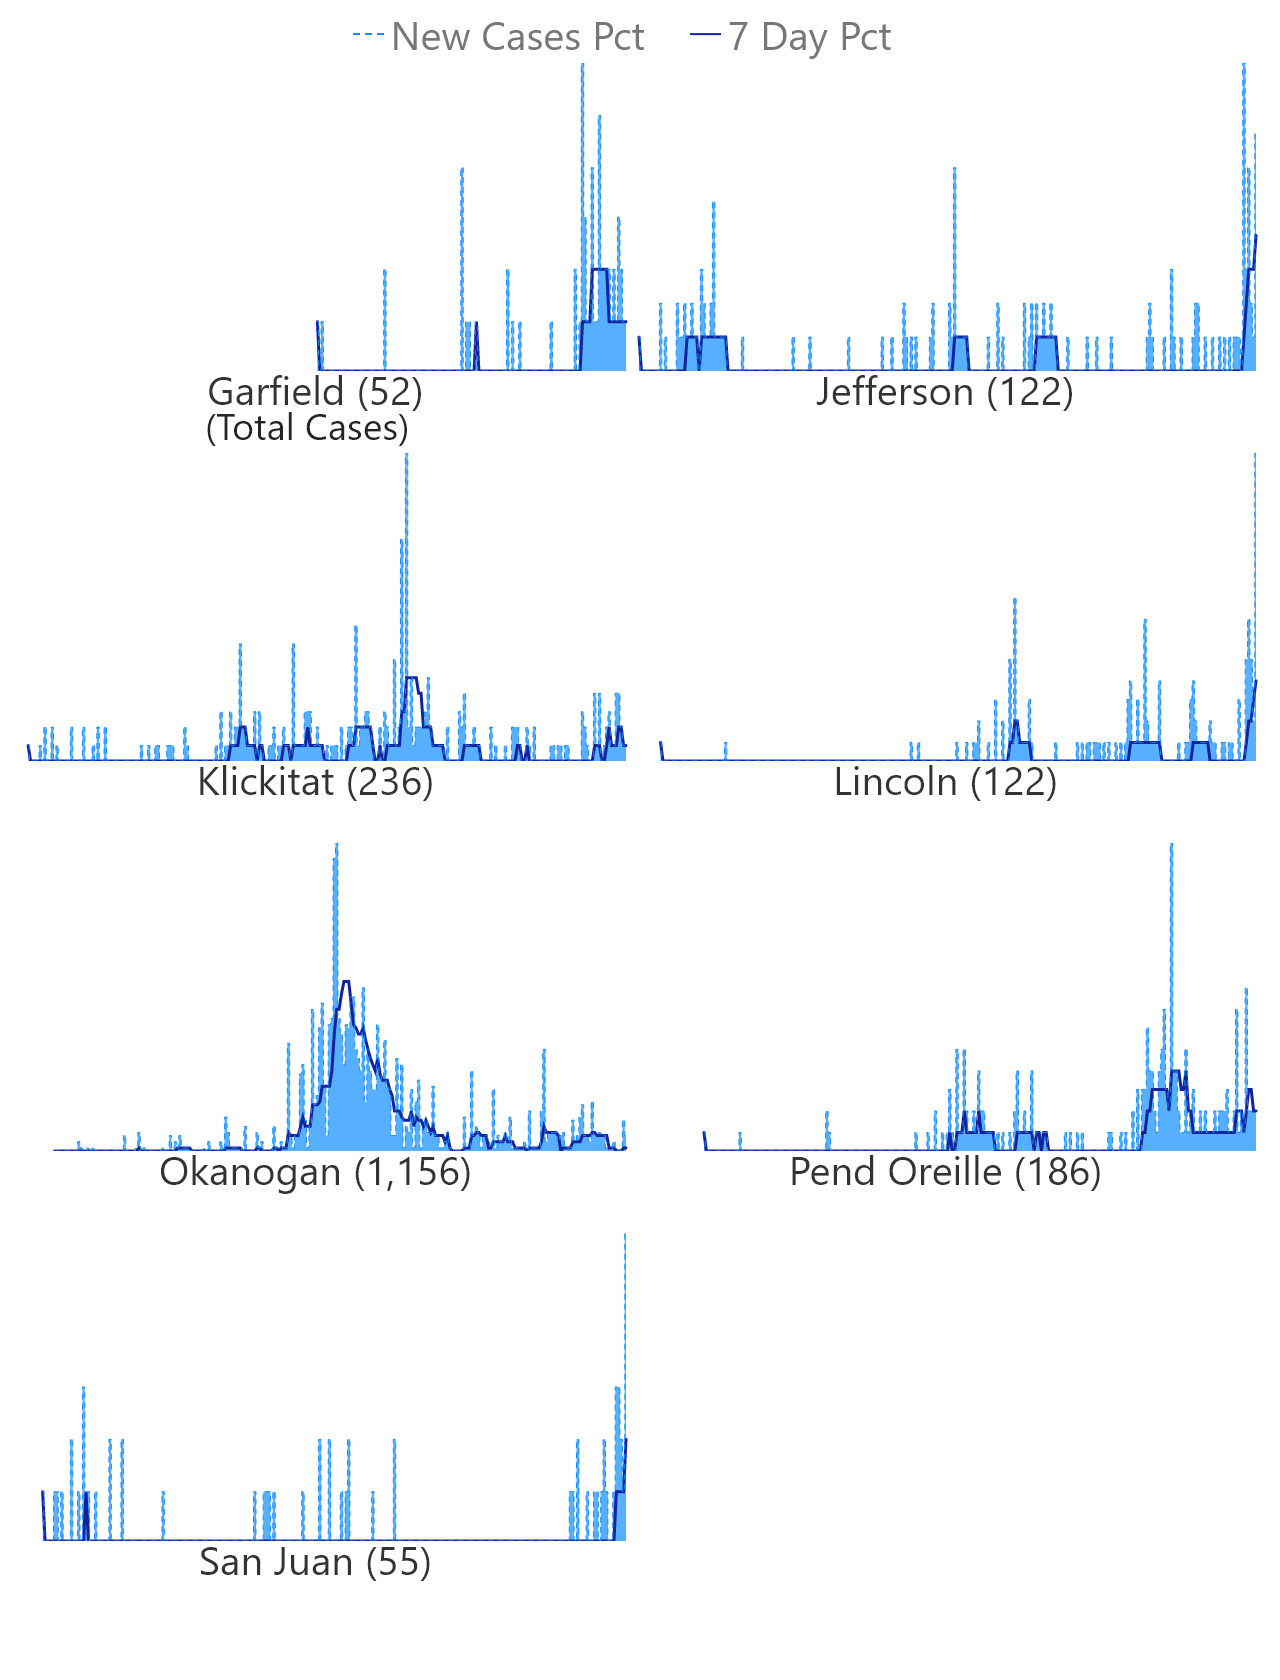 New Cases Pct 7 Day Pct
Garfield (52) Jefferson (122)
(Total Cases)
Klickitat (236) Lincoln (122)
Okanogan (1,156) Pend Oreille (186)
San Juan (55)